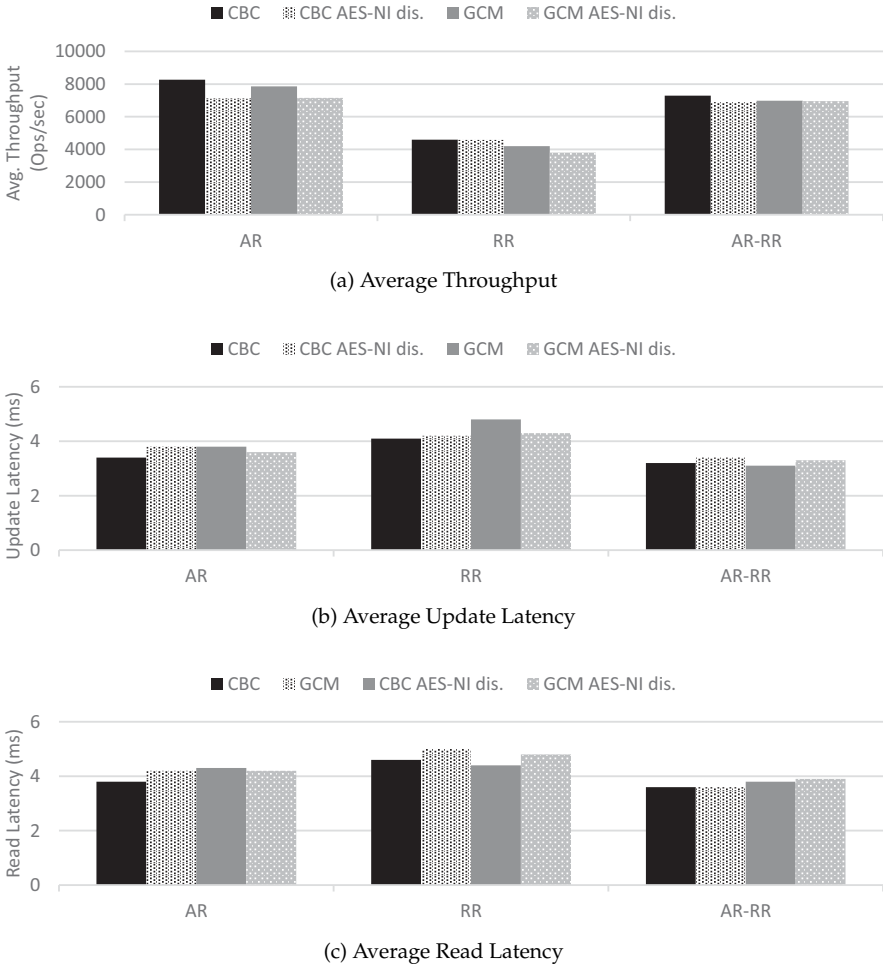 CBC CBC AES-NI dis. GCM GCM AES-NI dis.
10000
8000
6000
4000
2000
0
Avg. Throughput
(Ops/sec)
AR RR AR-RR
(a) Average Throughput
CBC CBC AES-NI dis. GCM GCM AES-NI dis.
6
4
2
0
Update Latency (ms)
AR RR AR-RR
(b) Average Update Latency
CBC GCM CBC AES-NI dis. GCM AES-NI dis.
6
4
2
0
Read Latency (ms)
AR RR AR-RR
(c) Average Read Latency